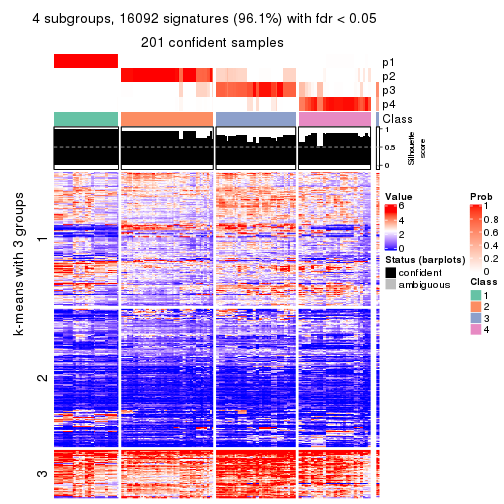 4 subgroups, 16092 signatures (96.1%) with fdr < 0.05
201 confident samples
p1
p2
p3
p4
Class
1
0.5
0
Silhouette
score
k-means with 3 groups
1
2
3
Value
6
4
2
0
Status (barplots)
confident
ambiguous
Prob
1
0.8
0.6
0.4
0.2
0
Class
1
2
3
4